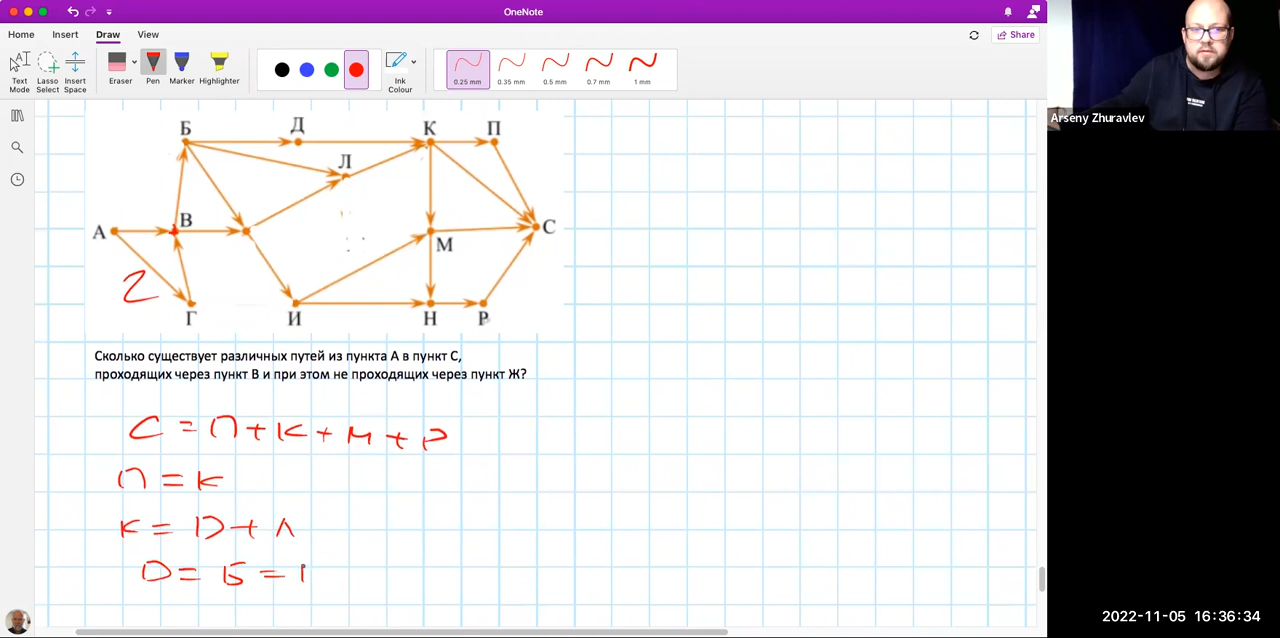 OneNote
Home Insert Draw View
Share
Text Mode
Lasso Select
Insert Space
Eraser
Pen
Marker
Highlighter
Ink Colour
0.25 mm
0.35 mm
0.5 mm
0.7 mm
1 mm
Arseny Zhuravlev
Б Д К П
Л
А В С
М
2
Г И Н Р
Сколько существует различных путей из пункта А в пункт С,
проходящих через пункт В и при этом не проходящих через пункт Ж?
С = П + К + М + Р
П = К
К = D + Л
D = Б =
2022-11-05 16:36:34